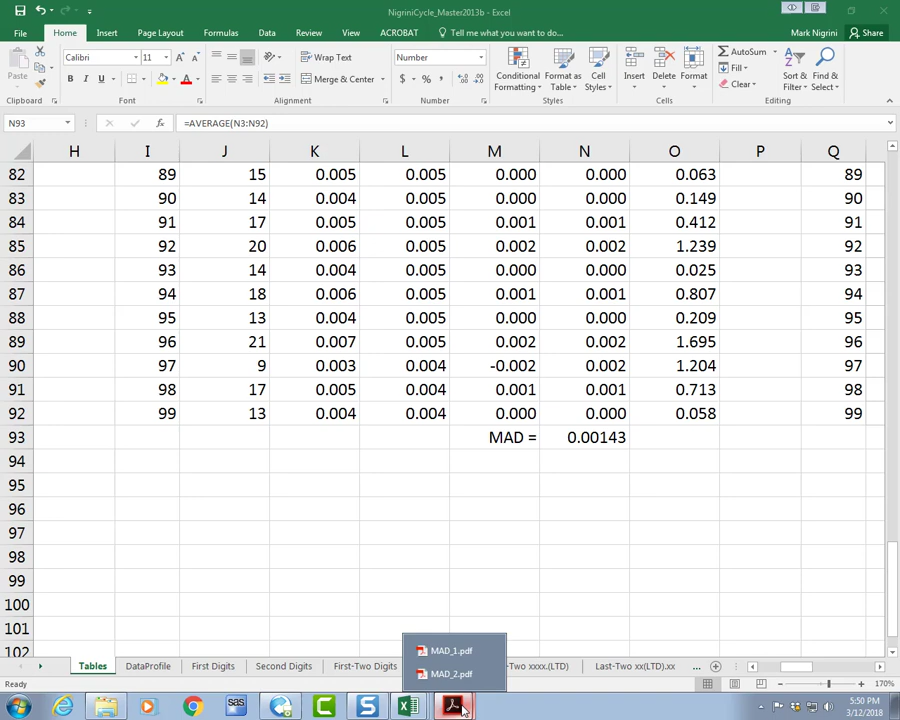 NigriniCycle_Master2013b - Excel
File Home Insert Page Layout Formulas Data Review View ACROBAT Tell me what you want to do... Mark Nigrini Share
Paste Calibri 11 A A Wrap Text Number Conditional Formatting Format as Table Cell Styles Insert Delete Format AutoSum Sort & Filter Find & Select
B I U A Merge & Center $ % , Fill
Clear
Clipboard Font Alignment Number Styles Cells Editing
N93 fx =AVERAGE(N3:N92)
H I J K L M N O P Q
82 89 15 0.005 0.005 0.000 0.000 0.063 89
83 90 14 0.004 0.005 0.000 0.000 0.149 90
84 91 17 0.005 0.005 0.001 0.001 0.412 91
85 92 20 0.006 0.005 0.002 0.002 1.239 92
86 93 14 0.004 0.005 0.000 0.000 0.025 93
87 94 18 0.006 0.005 0.001 0.001 0.807 94
88 95 13 0.004 0.005 0.000 0.000 0.209 95
89 96 21 0.007 0.005 0.002 0.002 1.695 96
90 97 9 0.003 0.004 -0.002 0.002 1.204 97
91 98 17 0.005 0.004 0.001 0.001 0.713 98
92 99 13 0.004 0.004 0.000 0.000 0.058 99
93 MAD = 0.00143
94
95
96
97
98
99
100
101
102
MAD_1.pdf
MAD_2.pdf
Tables DataProfile First Digits Second Digits First-Two Digits -Two xxxx.(LTD) Last-Two xx(LTD).xx ...
Ready 170%
sas 5:50 PM
3/12/2018